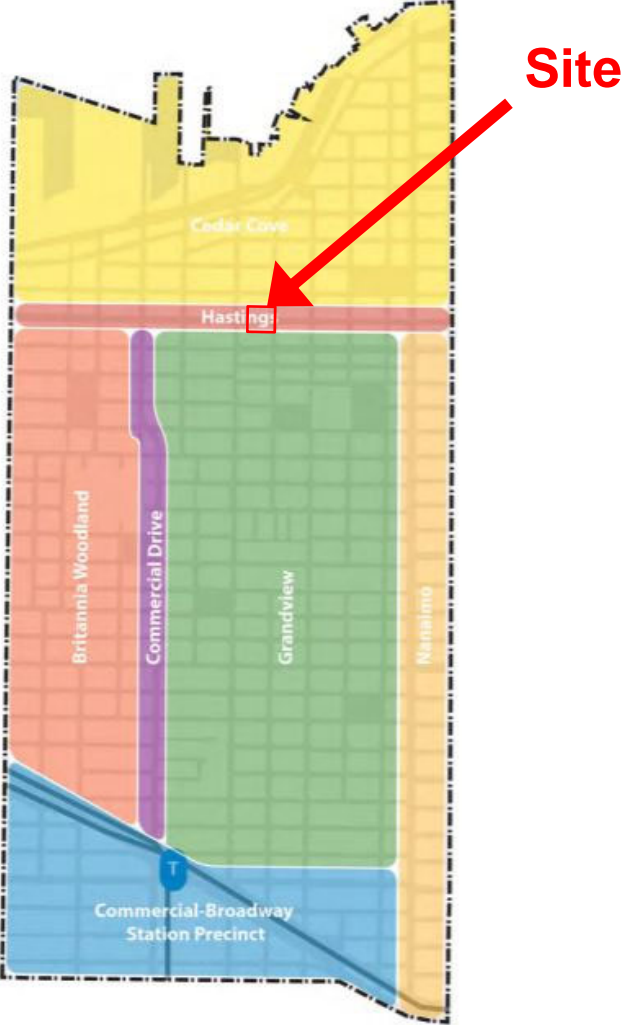 Site
Cedar Cove
Hastings
Britannia Woodland
Commercial Drive
Grandview
Nanaimo
T
Commercial-Broadway
Station Precinct